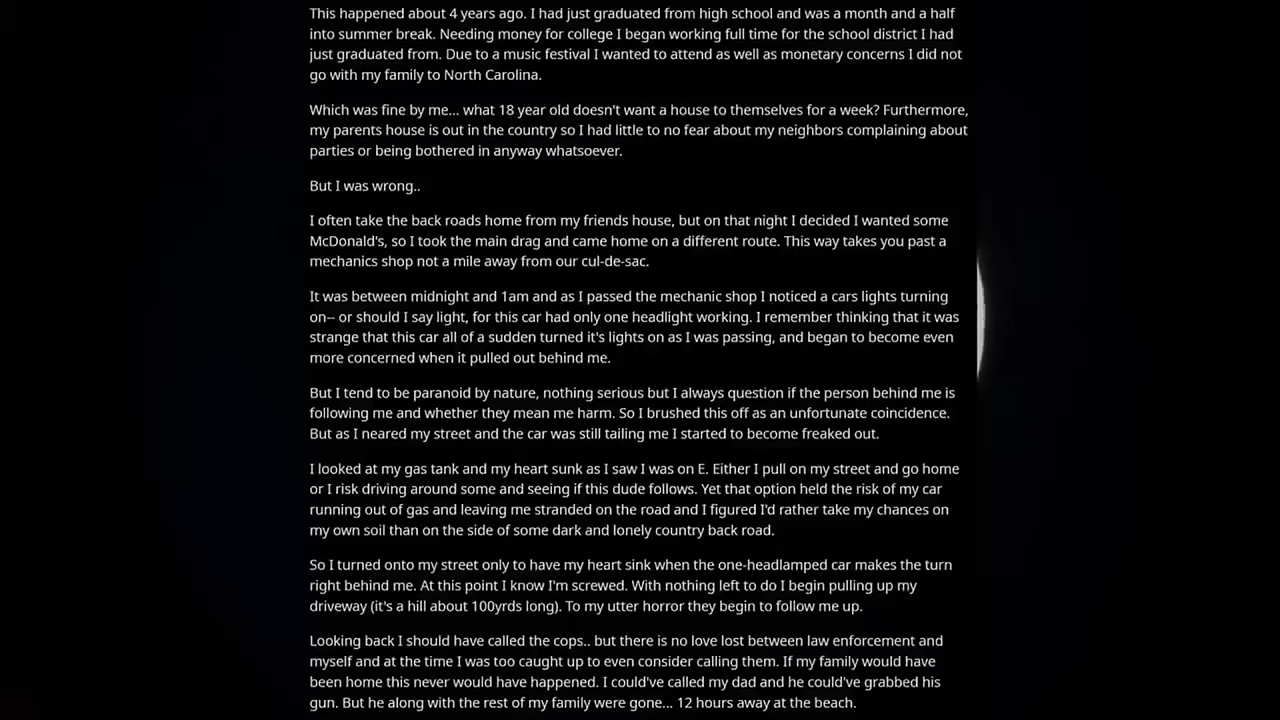 This happened about 4 years ago. I had just graduated from high school and was a month and a half
into summer break. Needing money for college I began working full time for the school district I had
just graduated from. Due to a music festival I wanted to attend as well as monetary concerns I did not
go with my family to North Carolina.
Which was fine by me... what 18 year old doesn't want a house to themselves for a week? Furthermore,
my parents house is out in the country so I had little to no fear about my neighbors complaining about
parties or being bothered in anyway whatsoever.
But I was wrong..
I often take the back roads home from my friends house, but on that night I decided I wanted some
McDonald's, so I took the main drag and came home on a different route. This way takes you past a
mechanics shop not a mile away from our cul-de-sac.
It was between midnight and 1am and as I passed the mechanic shop I noticed a cars lights turning
on-- or should I say light, for this car had only one headlight working. I remember thinking that it was
strange that this car all of a sudden turned it's lights on as I was passing, and began to become even
more concerned when it pulled out behind me.
But I tend to be paranoid by nature, nothing serious but I always question if the person behind me is
following me and whether they mean me harm. So I brushed this off as an unfortunate coincidence.
But as I neared my street and the car was still tailing me I started to become freaked out.
I looked at my gas tank and my heart sunk as I saw I was on E. Either I pull on my street and go home
or I risk driving around some and seeing if this dude follows. Yet that option held the risk of my car
running out of gas and leaving me stranded on the road and I figured I'd rather take my chances on
my own soil than on the side of some dark and lonely country back road.
So I turned onto my street only to have my heart sink when the one-headlamped car makes the turn
right behind me. At this point I know I'm screwed. With nothing left to do I begin pulling up my
driveway (it's a hill about 100yrds long). To my utter horror they begin to follow me up.
Looking back I should have called the cops.. but there is no love lost between law enforcement and
myself and at the time I was too caught up to even consider calling them. If my family would have
been home this never would have happened. I could've called my dad and he could've grabbed his
gun. But he along with the rest of my family were gone... 12 hours away at the beach.